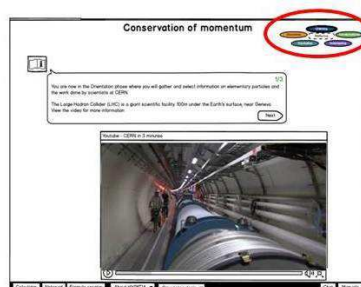 Conservation of momentum
1/3
You are now in the Orientation phase where you will gather and select information on elementary particles and
the work done by scientists at CERN.
The Large Hadron Collider (LHC) is a giant scientific facility 100m under the Earth's surface, near Geneva.
View the video for more information
Next
Youtube - CERN in 3 minutes